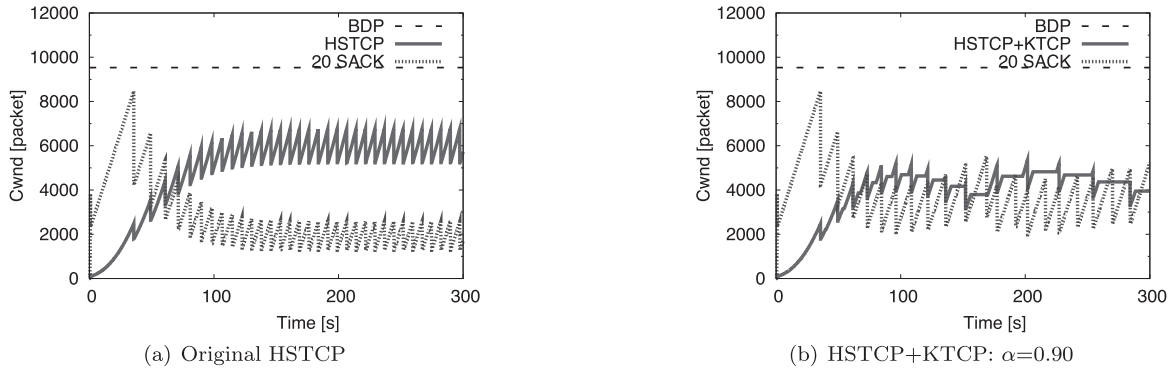 12000
BDP
HSTCP
20 SACK
10000
8000
6000
4000
2000
0
Cwnd [packet]
0 100 200 300
Time [s]
(a) Original HSTCP
12000
BDP
HSTCP+KTCP
20 SACK
10000
8000
6000
4000
2000
0
Cwnd [packet]
0 100 200 300
Time [s]
(b) HSTCP+KTCP: α=0.90